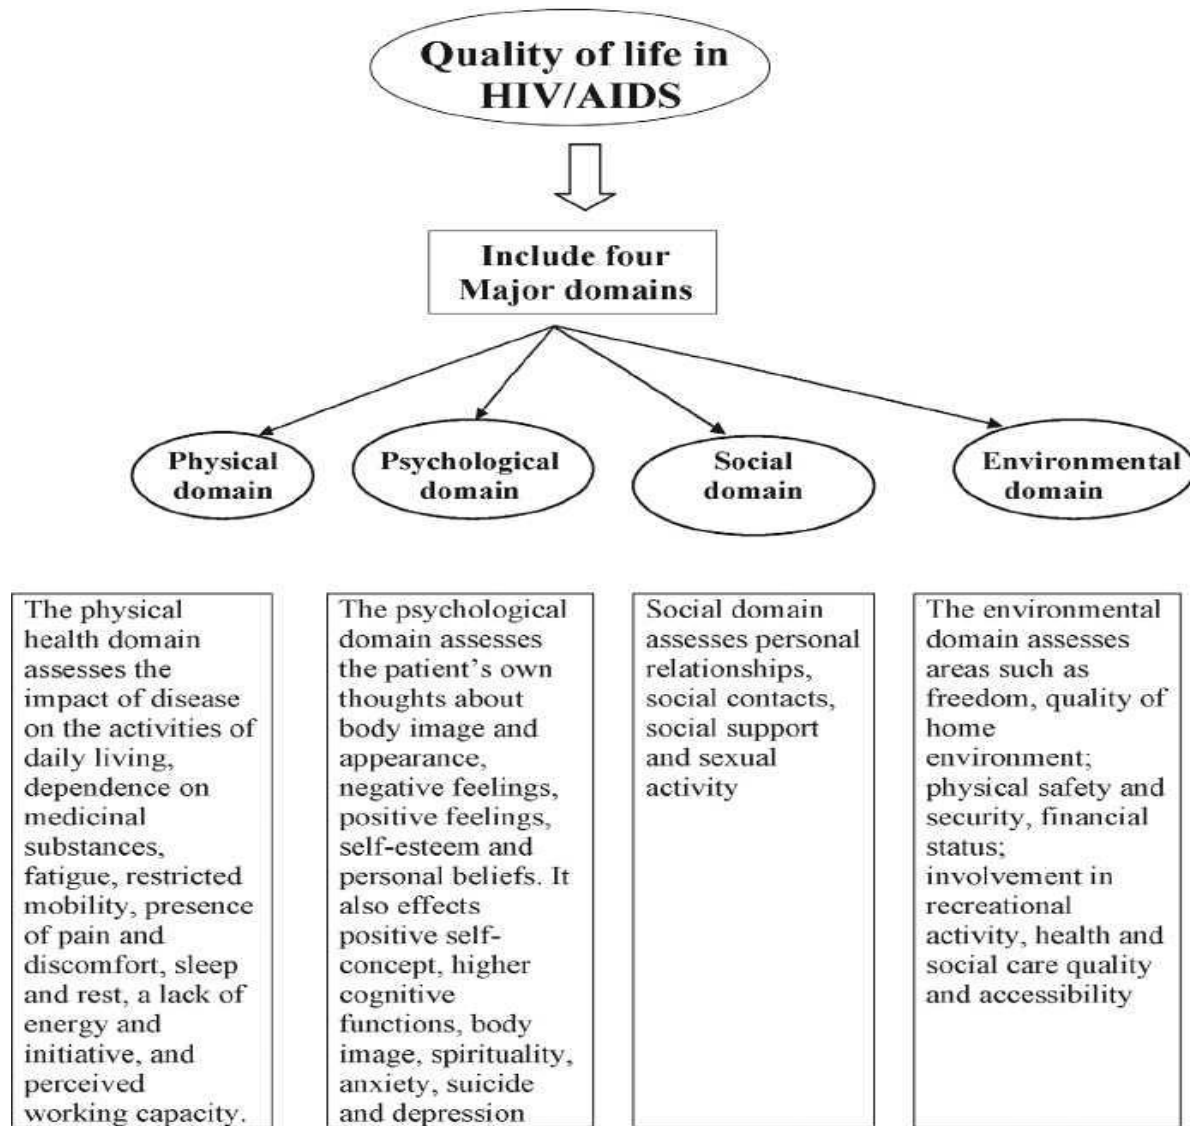 Quality of life in
HIV/AIDS
Include four
Major domains
Physical
domain
Psychological
domain
Social
domain
Environmental
domain
The physical
health domain
assesses the
impact of disease
on the activities of
daily living,
dependence on
medicinal
substances,
fatigue, restricted
mobility, presence
of pain and
discomfort, sleep
and rest, a lack of
energy and
initiative, and
perceived
working capacity.
The psychological
domain assesses
the patient's own
thoughts about
body image and
appearance,
negative feelings,
positive feelings,
self-esteem and
personal beliefs. It
also effects
positive self-
concept, higher
cognitive
functions, body
image, spirituality,
anxiety, suicide
and depression
Social domain
assesses personal
relationships,
social contacts,
social support
and sexual
activity
The environmental
domain assesses
areas such as
freedom, quality of
home
environment;
physical safety and
security, financial
status;
involvement in
recreational
activity, health and
social care quality
and accessibility